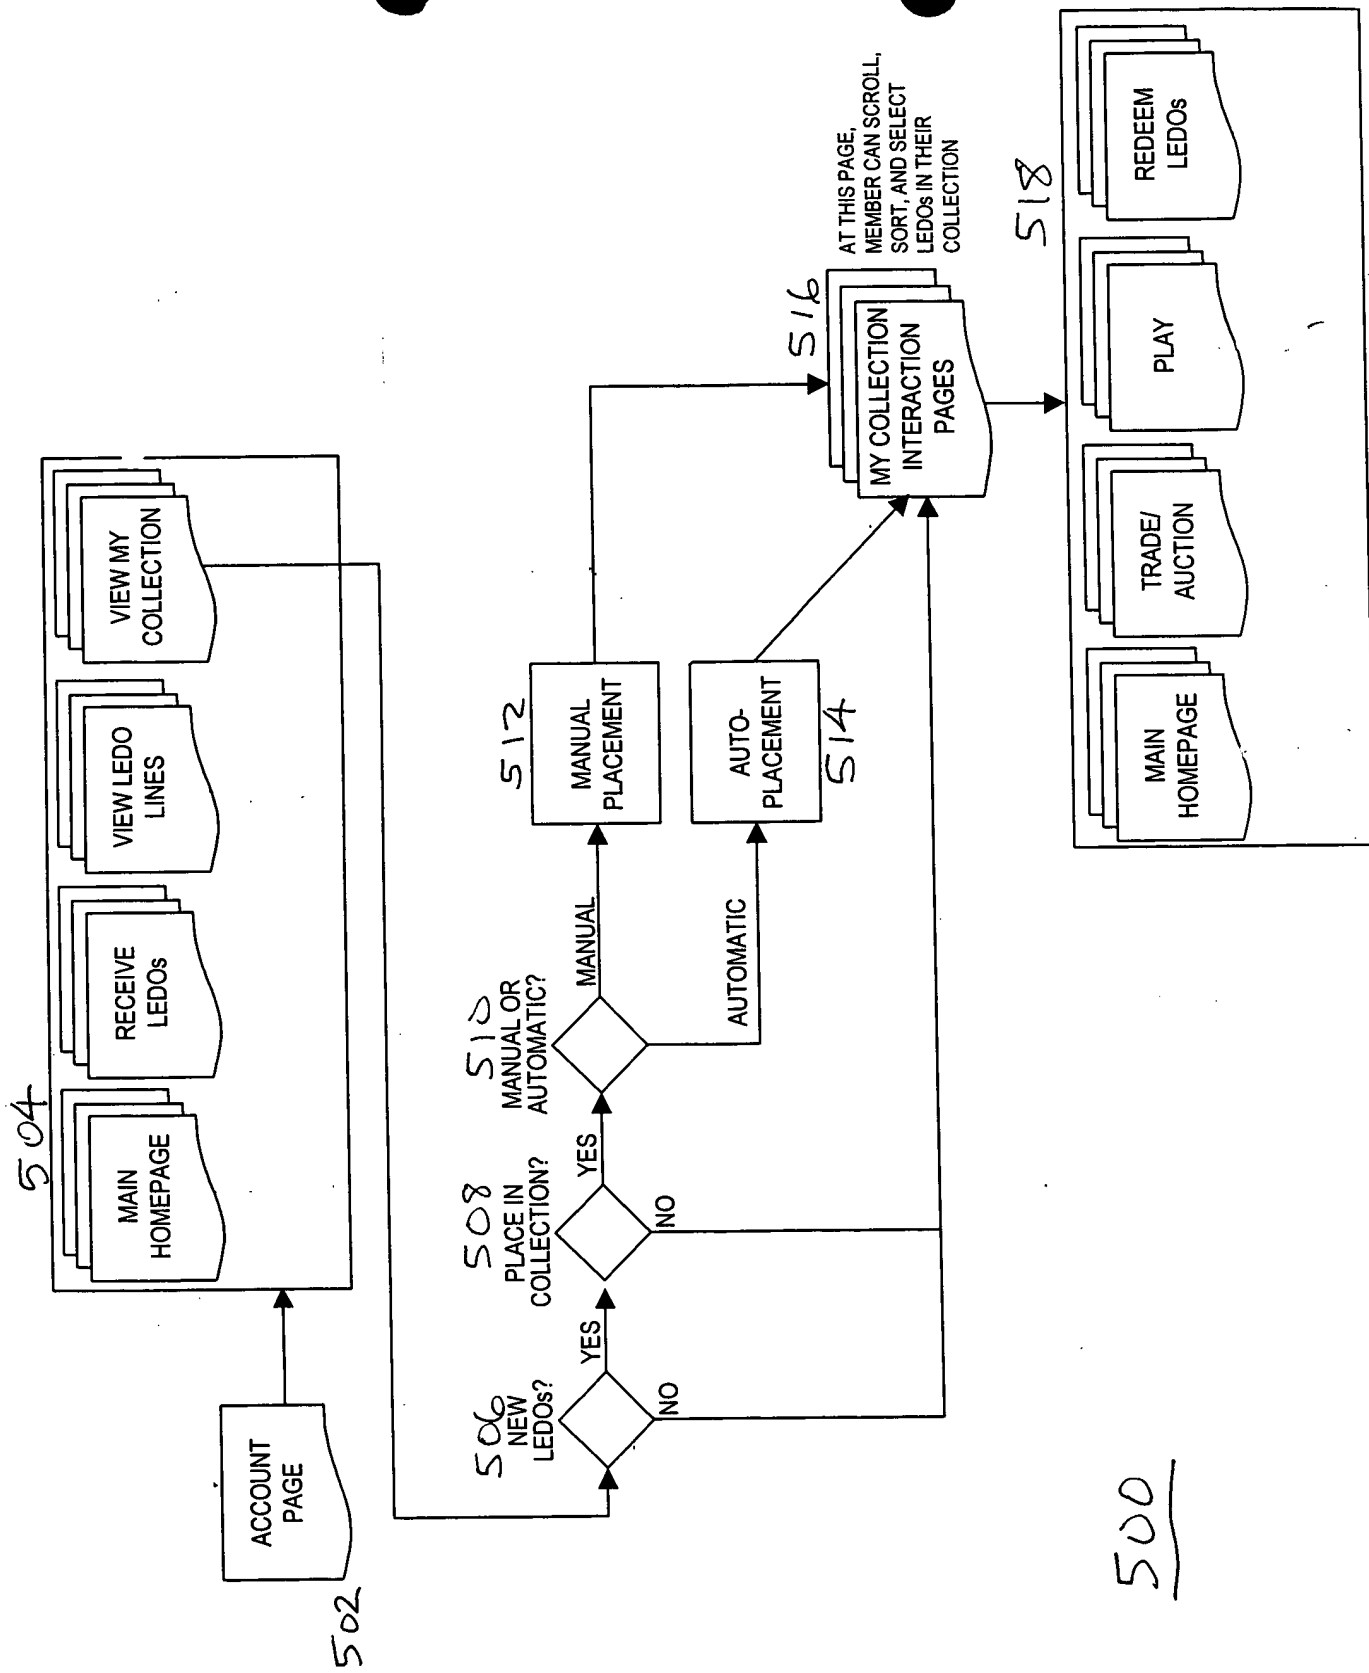 502
ACCOUNT
PAGE
504
MAIN
HOMEPAGE
RECEIVE
LEDOs
VIEW LEDO
LINES
VIEW MY
COLLECTION
506
NEW
LEDOs?
YES
NO
508
PLACE IN
COLLECTION?
YES
NO
510
MANUAL OR
AUTOMATIC?
MANUAL
AUTOMATIC
512
MANUAL
PLACEMENT
AUTO-
PLACEMENT
514
516
MY COLLECTION
INTERACTION
PAGES
AT THIS PAGE,
MEMBER CAN SCROLL,
SORT, AND SELECT
LEDOs IN THEIR
COLLECTION
518
MAIN
HOMEPAGE
TRADE/
AUCTION
PLAY
REDEEM
LEDOs
500